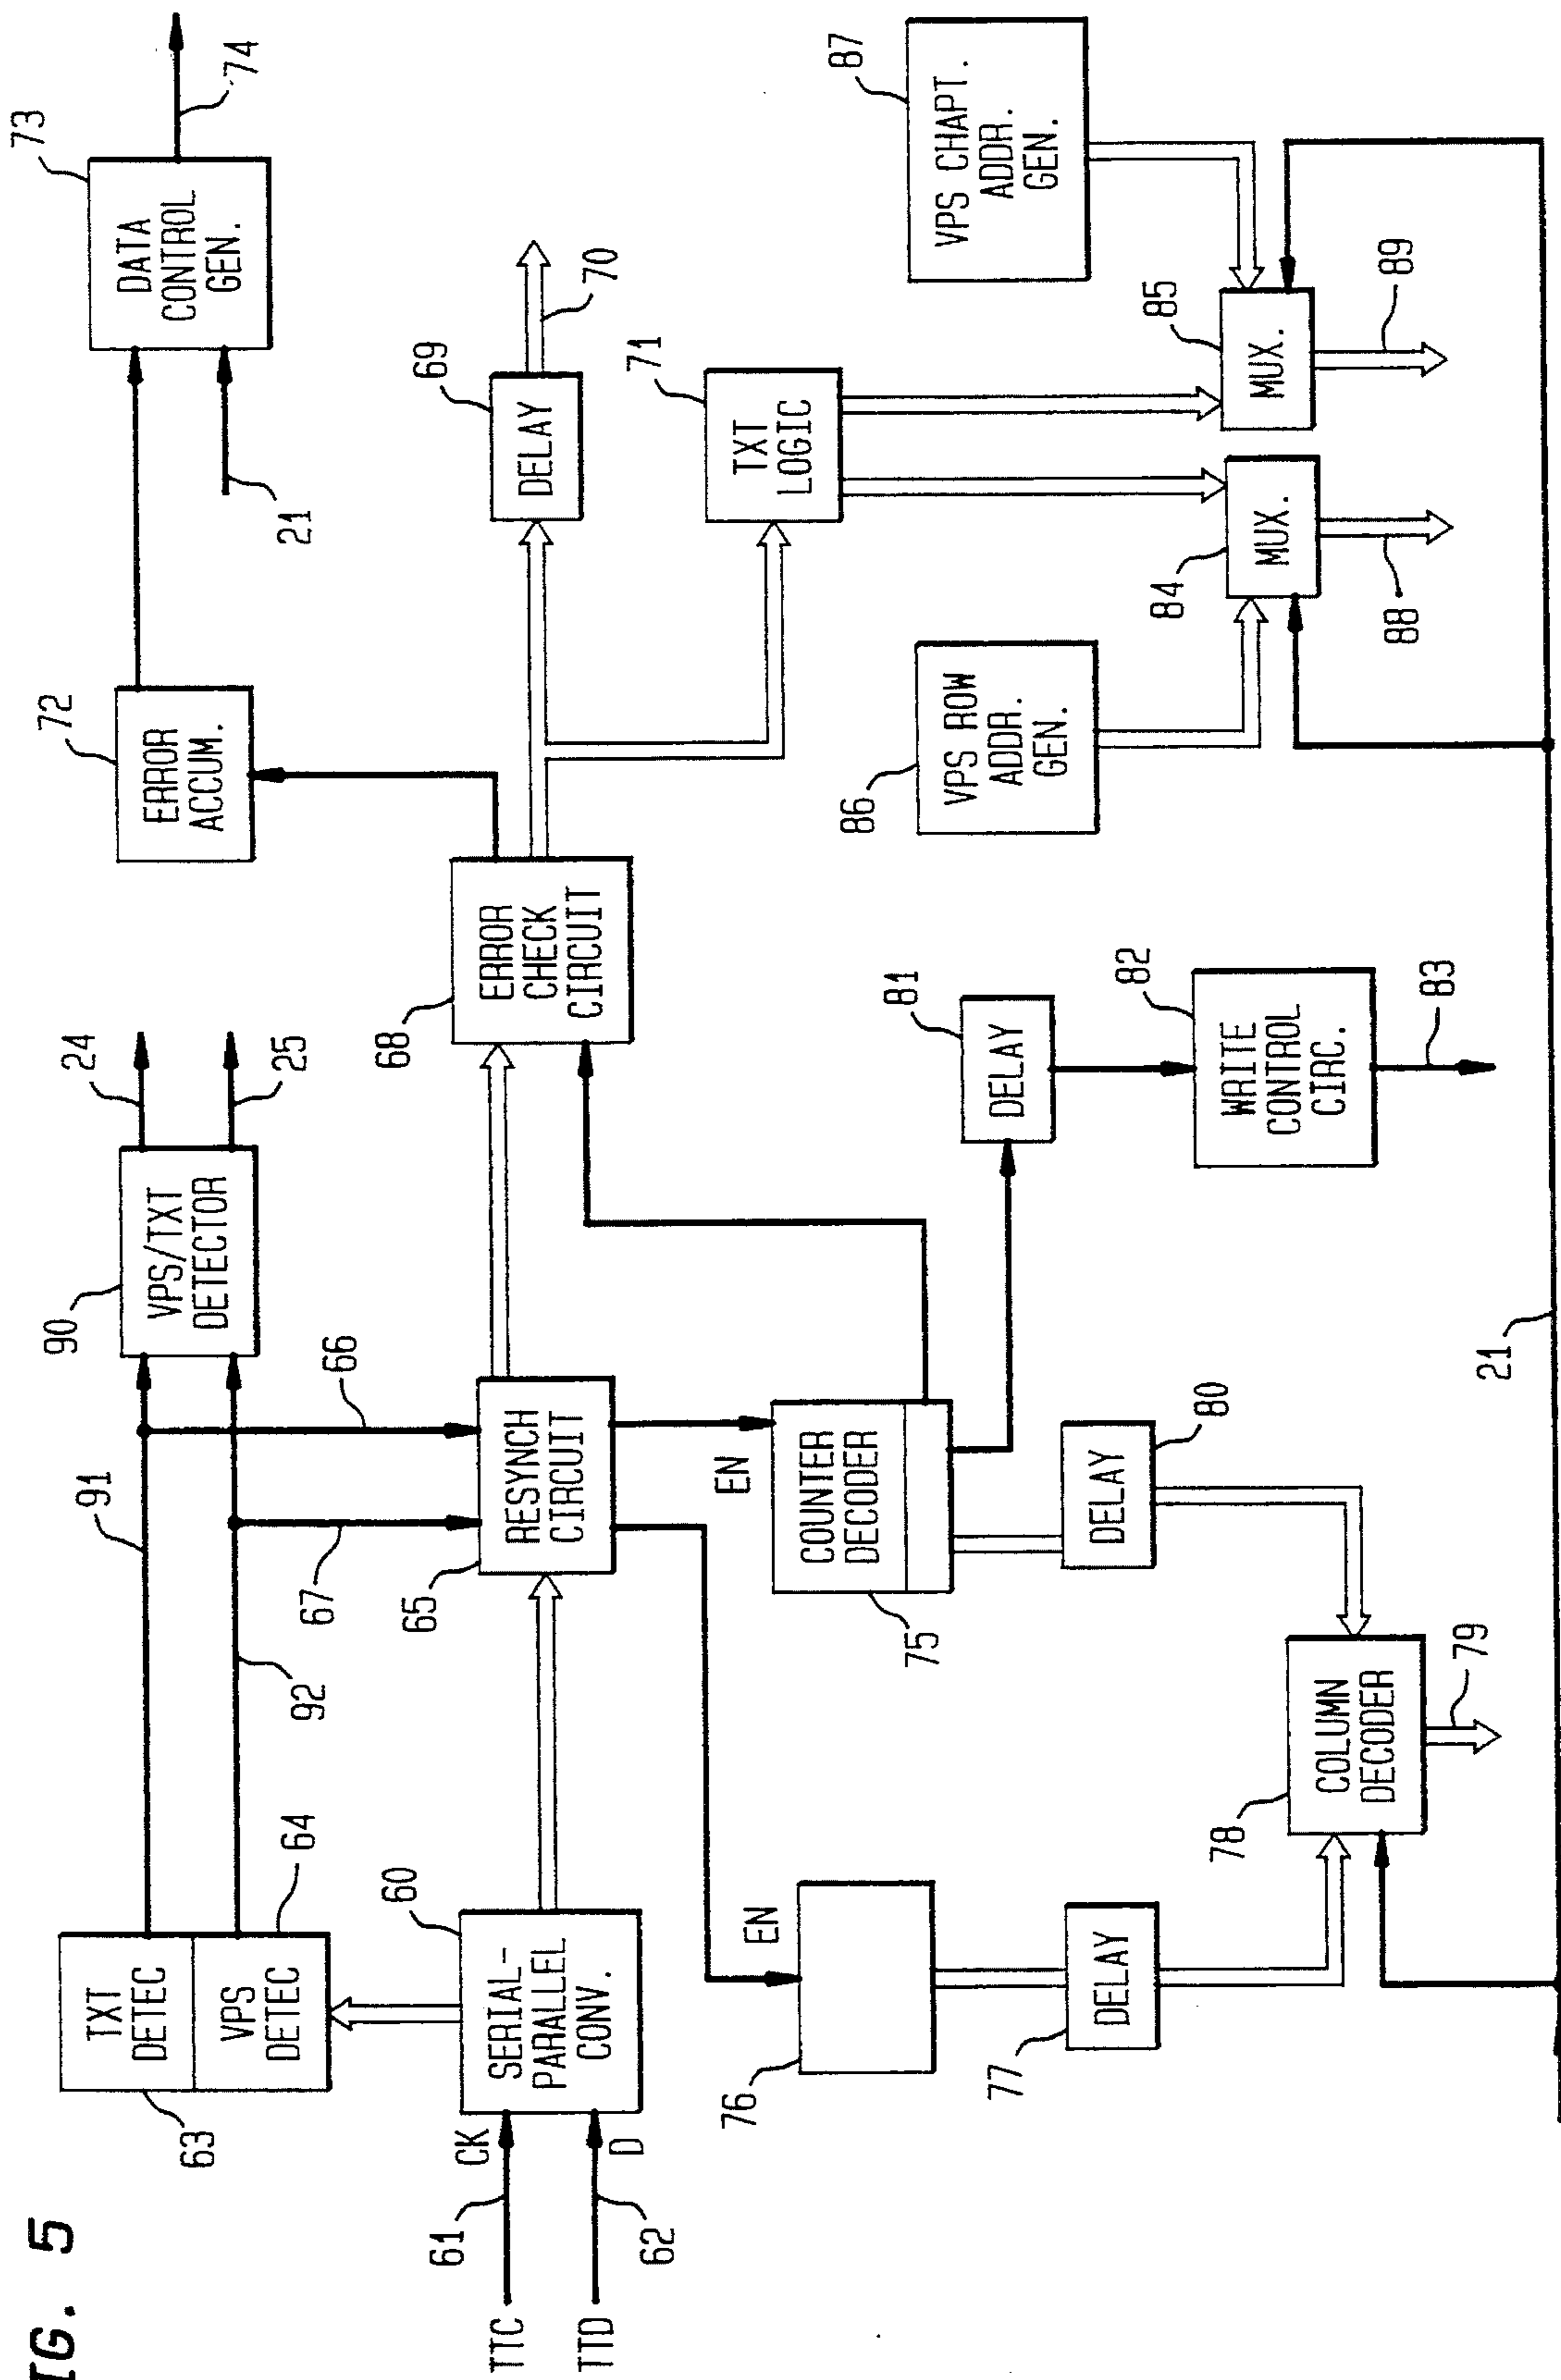 IG. 5
TTC
61
CK
TTD
62
D
63
TXT
DETEC
VPS
DETEC
64
SERIAL-
PARALLEL
CONV.
60
91
92
67
66
90
VPS/TXT
DETECTOR
24
25
65
RESYNCH
CIRCUIT
68
ERROR
CHECK
CIRCUIT
72
ERROR
ACCUM.
21
73
DATA
CONTROL
GEN.
74
69
DELAY
70
71
TXT
LOGIC
76
EN
77
DELAY
75
COUNTER
DECODER
EN
80
DELAY
78
COLUMN
DECODER
79
81
DELAY
82
WRITE
CONTROL
CIRC.
83
86
VPS ROW
ADDR.
GEN.
84
MUX.
88
85
MUX.
89
87
VPS CHAPT.
ADDR.
GEN.
21